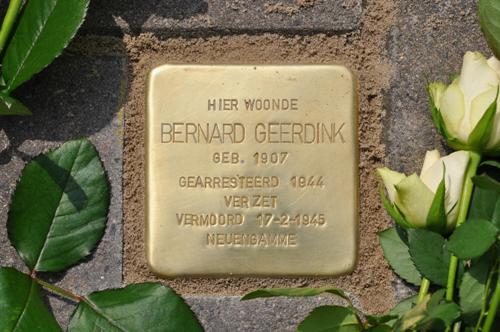 HIER WOONDE
BERNARD GEERDINK
GEB. 1907
GEARRESTEERD 1944
VERZET
VERMOORD 17-2-1945
NEUENGAMME